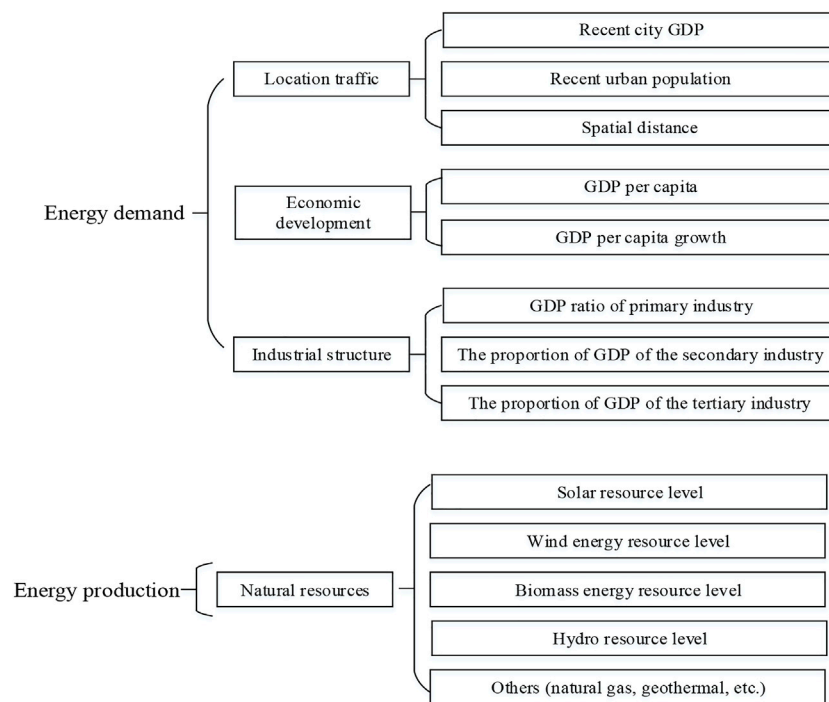 Recent city GDP
Location traffic
Recent urban population
Spatial distance
Energy demand
Economic
development
GDP per capita
GDP per capita growth
Industrial structure
GDP ratio of primary industry
The proportion of GDP of the secondary industry
The proportion of GDP of the tertiary industry
Energy production
Natural resources
Solar resource level
Wind energy resource level
Biomass energy resource level
Hydro resource level
Others (natural gas, geothermal, etc.)